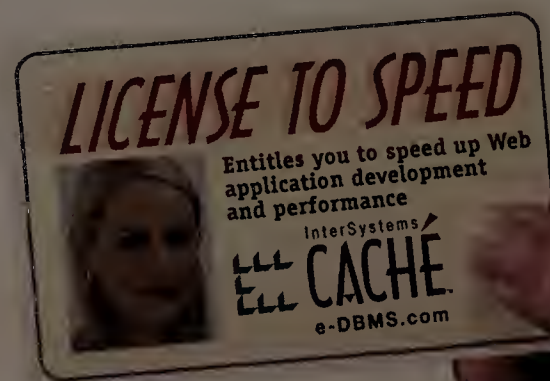 LICENSE TO SPEED
Entitles you to speed up Web
application development
and performance
InterSystems
CACHÉ
e-DBMS.com